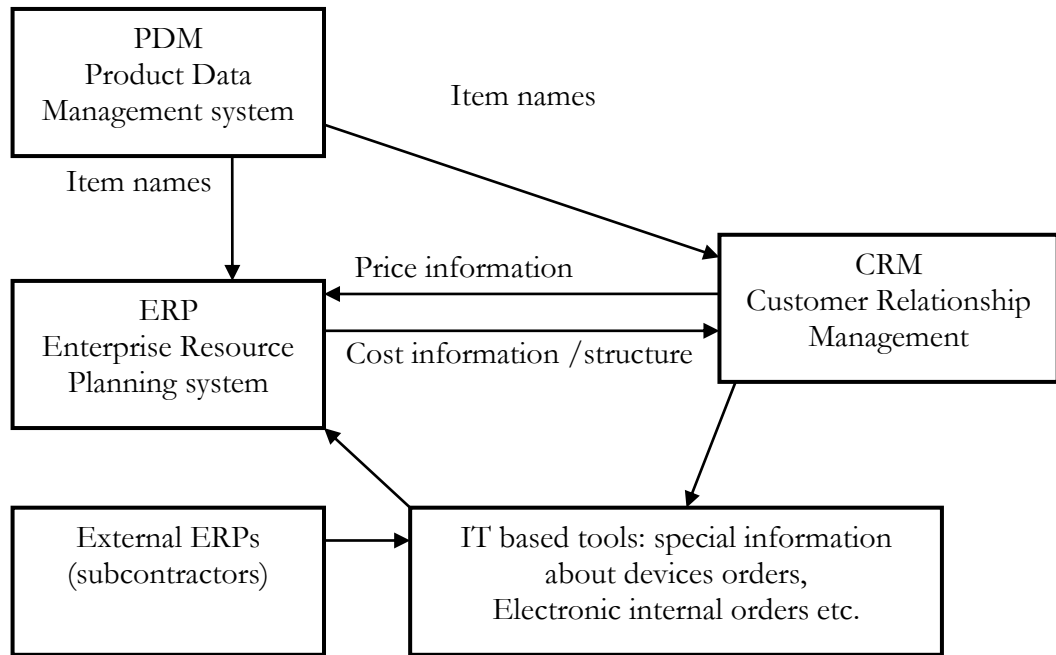 PDM
Product Data
Management system
Item names
Item names
Price information
CRM
Customer Relationship
Management
ERP
Enterprise Resource
Planning system
Cost information /structure
External ERPs
(subcontractors)
IT based tools: special information
about devices orders,
Electronic internal orders etc.